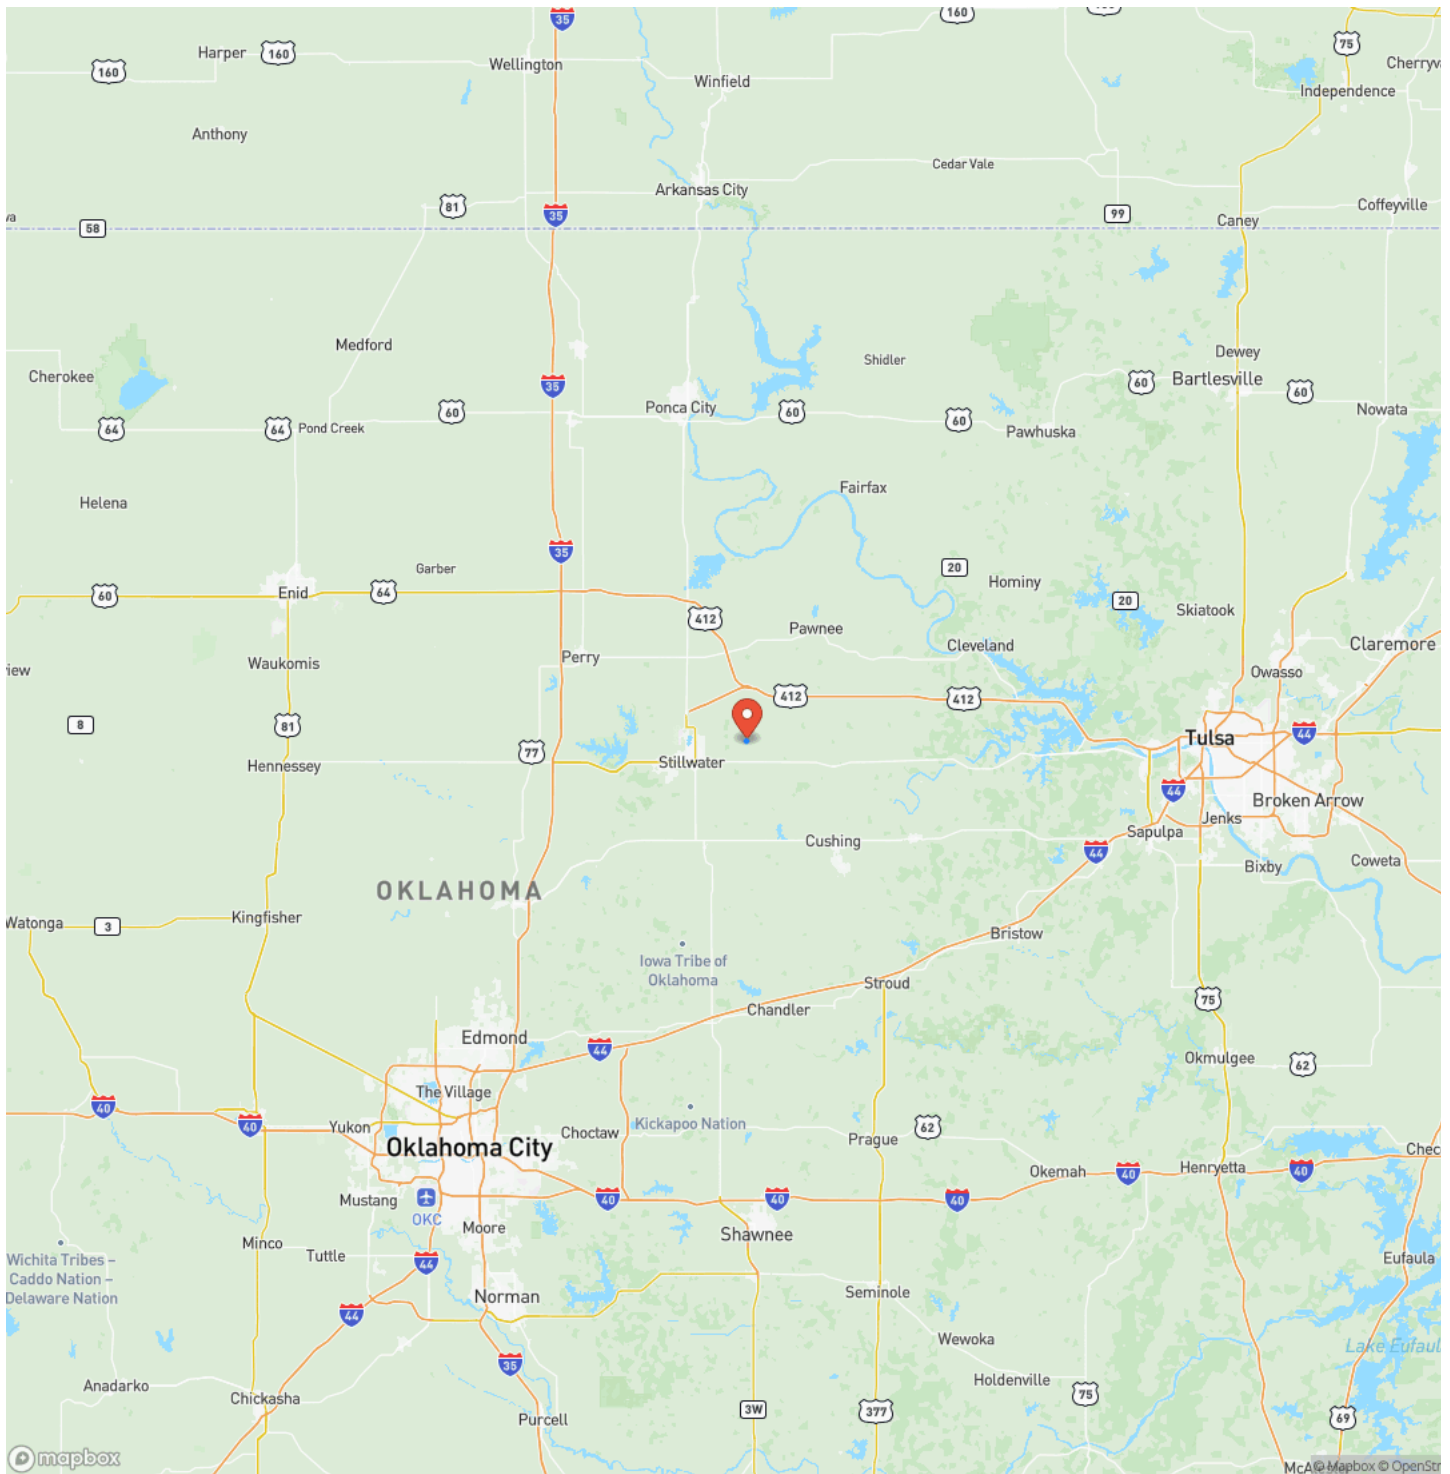 35
160
75
160
Harper
160
Wellington
Winfield
Independence
Anthony
Cedar Vale
Arkansas City
81
35
99
Coffeyville
58
Caney
Medford
Shidler
Dewey
Cherokee
35
60
Bartlesville
60
Ponca City
60
60
60
Nowata
64
64
Pond Creek
Pawhuska
Helena
Fairfax
35
Garber
20
Hominy
60
Enid
64
20
Skiatook
412
Pawnee
Cleveland
Claremore
Perry
Waukomis
Owasso
412
412
8
81
77
44
Tulsa
Hennessey
Stillwater
44
Broken Arrow
Jenks
Sapulpa
Cushing
44
Bixby
Coweta
OKLAHOMA
Watonga
3
Kingfisher
Bristow
Iowa Tribe of
Oklahoma
Stroud
75
Chandler
Edmond
44
Okmulgee
62
The Village
40
40
Yukon
Choctaw
Kickapoo Nation
62
Prague
Oklahoma City
Okemah
40
Henryetta
40
Mustang
OKC
40
40
40
Moore
Shawnee
Minco
Tuttle
44
Wichita Tribes –
Caddo Nation –
Delaware Nation
Eufaula
Norman
Seminole
44
Wewoka
35
Holdenville
Anadarko
75
Chickasha
3W
377
69
Purcell
mapbox
© Mapbox © OpenStr